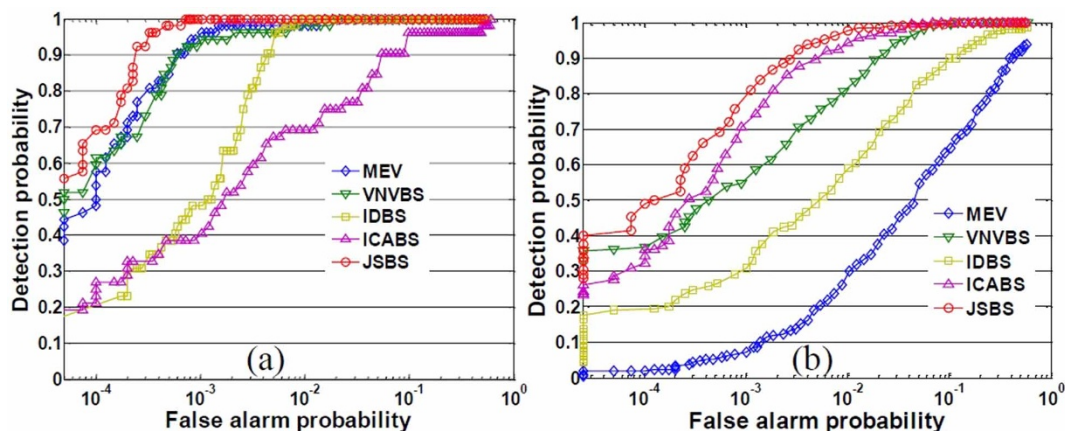 Detection probability
1
0.9
0.8
0.7
0.6
0.5
0.4
0.3
0.2
0.1
0
MEV
VNVBS
IDBS
ICABS
JSBS
(a)
10-4
10-3
10-2
10-1
100
False alarm probability
Detection probability
1
0.9
0.8
0.7
0.6
0.5
0.4
0.3
0.2
0.1
0
MEV
VNVBS
IDBS
ICABS
JSBS
(b)
10-4
10-3
10-2
10-1
100
False alarm probability